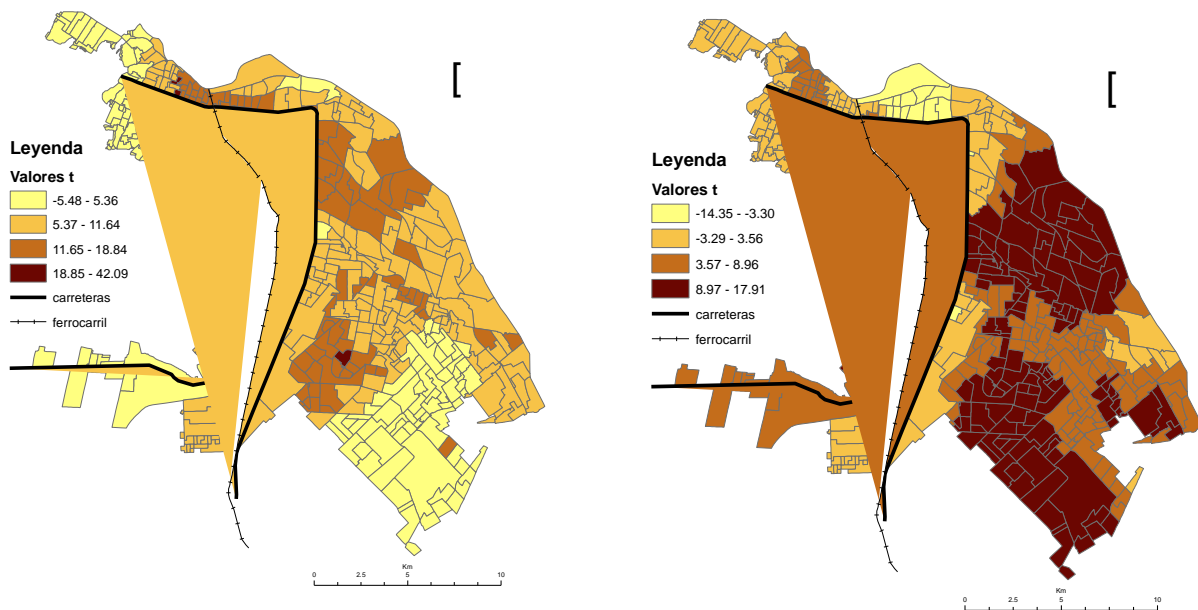 [
Leyenda
Valores t
-5.48 - 5.36
5.37 - 11.64
11.65 - 18.84
18.85 - 42.09
carreteras
ferrocarril
Km
0 2.5 5 10
[
Leyenda
Valores t
-14.35 - -3.30
-3.29 - 3.56
3.57 - 8.96
8.97 - 17.91
carreteras
ferrocarril
Km
0 2.5 5 10